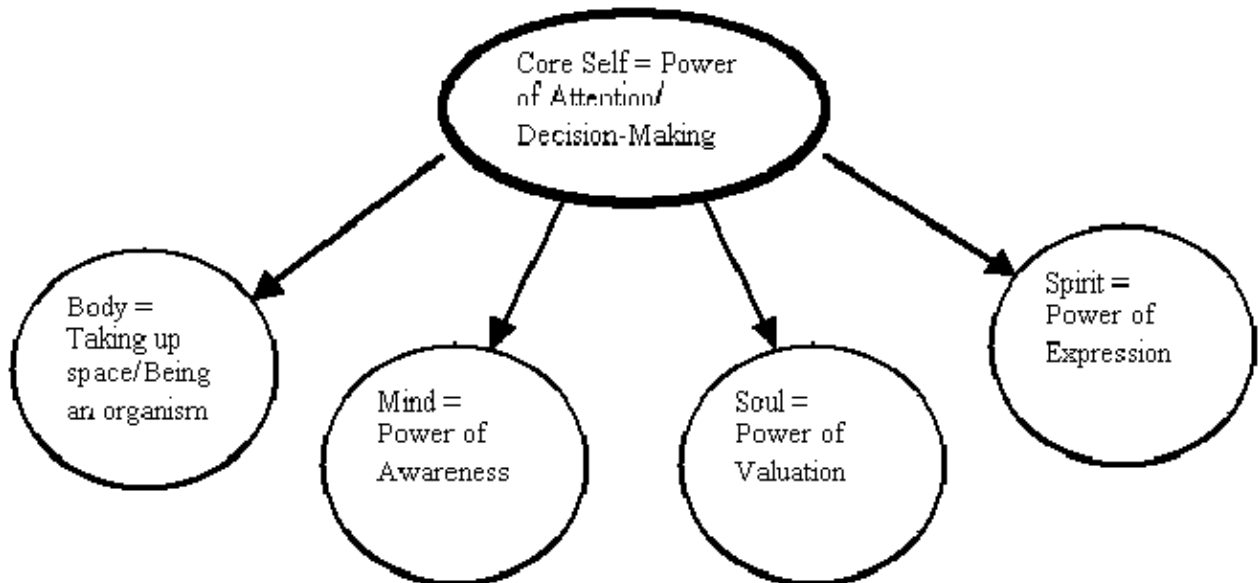 Core Self = Power
of Attention/
Decision-Making
Body =
Taking up
space/Being
an organism
Mind =
Power of
Awareness
Soul =
Power of
Valuation
Spirit =
Power of
Expression